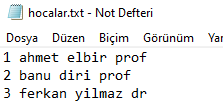 hocalar.txt - Not Defteri
Dosya Düzen Biçim Görünüm Yardım
1 ahmet elbir prof
2 banu diri prof
3 ferkan yilmaz dr